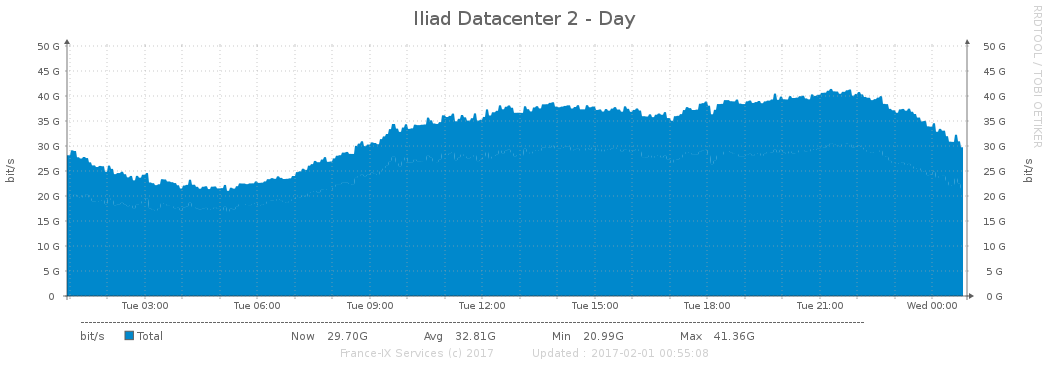 Iliad Datacenter 2 - Day
RRDTOOL / TOBI OETIKER
bit/s
50 G
45 G
40 G
35 G
30 G
25 G
20 G
15 G
10 G
5 G
0
50 G
45 G
40 G
35 G
30 G
25 G
20 G
15 G
10 G
5 G
0 G
bit/s
Tue 03:00 Tue 06:00 Tue 09:00 Tue 12:00 Tue 15:00 Tue 18:00 Tue 21:00 Wed 00:00
bit/s Total Now 29.70G Avg 32.81G Min 20.99G Max 41.36G
France-IX Services (c) 2017 Updated : 2017-02-01 00:55:08